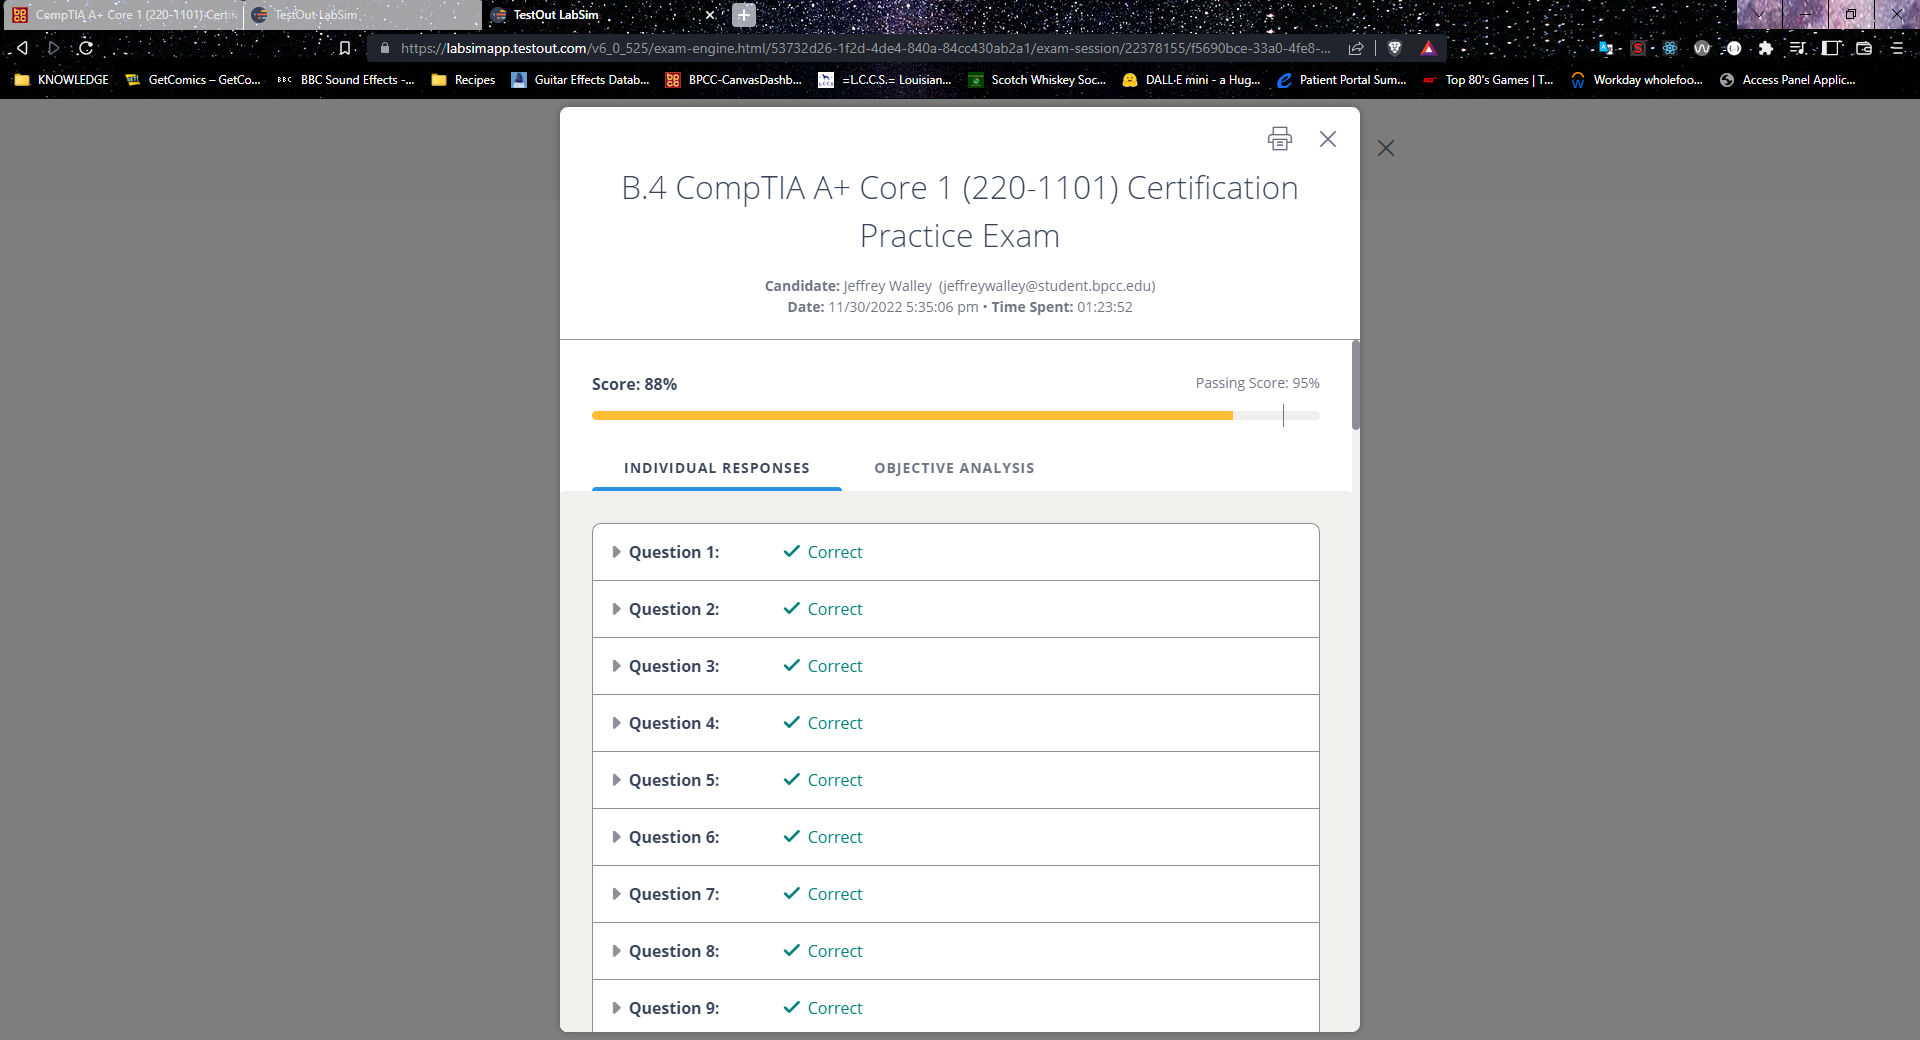 CompTIA A+ Core 1 (220-1101) Certi
TestOut LabSim
TestOut LabSim
https://labsimapp.testout.com/v6_0_525/exam-engine.html/53732d26-1f2d-4de4-840a-84cc430ab2a1/exam-session/22378155/f5690bce-33a0-4fe8-...
KNOWLEDGE
GetComics – GetCo...
BBC Sound Effects -...
Recipes
Guitar Effects Datab...
BPCC-CanvasDashb...
=L.C.C.S.= Louisian...
Scotch Whiskey Soc...
DALL·E mini - a Hug...
Patient Portal Sum...
Top 80's Games | T...
Workday wholefoo...
Access Panel Applic...
B.4 CompTIA A+ Core 1 (220-1101) Certification
Practice Exam
Candidate: Jeffrey Walley (jeffreywalley@student.bpcc.edu)
Date: 11/30/2022 5:35:06 pm • Time Spent: 01:23:52
Score: 88%
Passing Score: 95%
INDIVIDUAL RESPONSES
OBJECTIVE ANALYSIS
Question 1: Correct
Question 2: Correct
Question 3: Correct
Question 4: Correct
Question 5: Correct
Question 6: Correct
Question 7: Correct
Question 8: Correct
Question 9: Correct